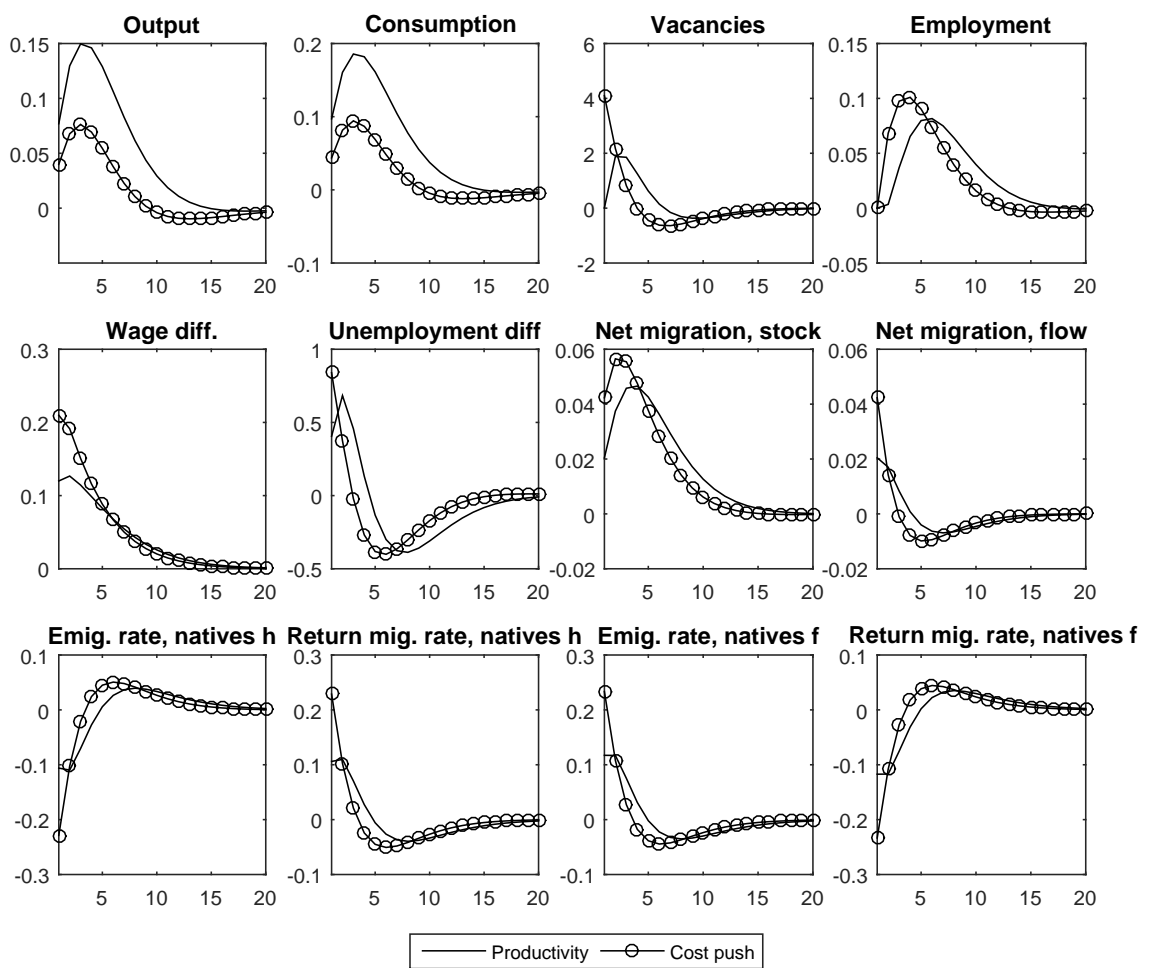 Output
Consumption
Vacancies
Employment
0.15
0.1
0.05
0
5 10 15 20
0.2
0.1
0
-0.1
5 10 15 20
6
4
2
0
-2
5 10 15 20
0.15
0.1
0.05
0
-0.05
5 10 15 20
Wage diff.
Unemployment diff
Net migration, stock
Net migration, flow
0.3
0.2
0.1
0
5 10 15 20
1
0.5
0
-0.5
5 10 15 20
0.06
0.04
0.02
0
-0.02
5 10 15 20
0.06
0.04
0.02
0
-0.02
5 10 15 20
Emig. rate, natives h
Return mig. rate, natives h
Emig. rate, natives f
Return mig. rate, natives f
0.1
0
-0.1
-0.2
-0.3
5 10 15 20
0.3
0.2
0.1
0
-0.1
5 10 15 20
0.3
0.2
0.1
0
-0.1
5 10 15 20
0.1
0
-0.1
-0.2
-0.3
5 10 15 20
Productivity Cost push